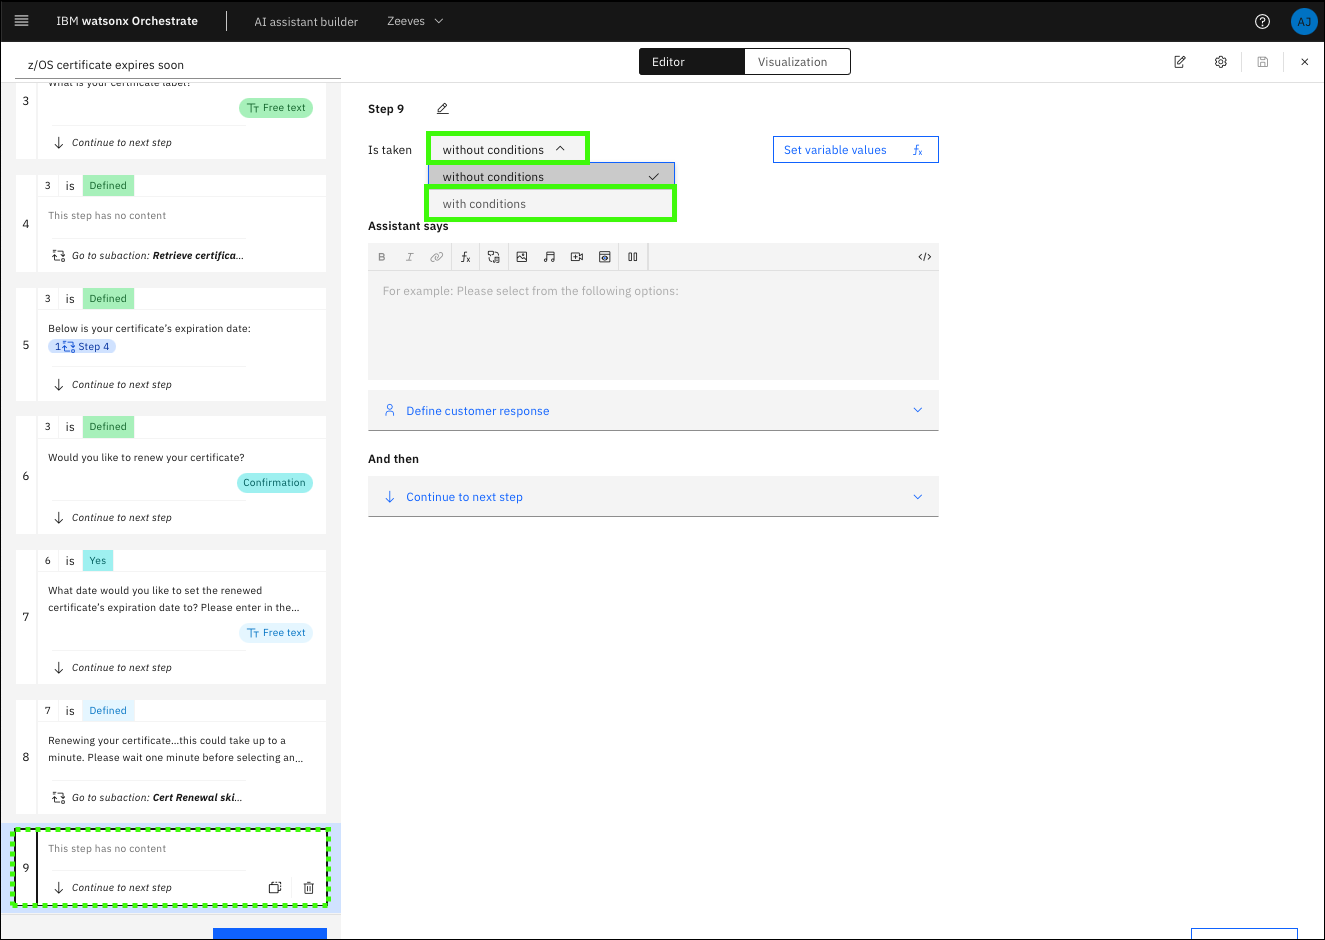 IBM watsonx Orchestrate
AI assistant builder
Zeeves
AJ
z/OS certificate expires soon
Editor
Visualization
What is your certificate label?
3
Free text
Continue to next step
3 is Defined
4
This step has no content
Go to subaction: Retrieve certifica...
3 is Defined
5
Below is your certificate's expiration date:
1 Step 4
Continue to next step
3 is Defined
6
Would you like to renew your certificate?
Confirmation
Continue to next step
6 is Yes
7
What date would you like to set the renewed
certificate's expiration date to? Please enter in the...
Free text
Continue to next step
7 is Defined
8
Renewing your certificate...this could take up to a
minute. Please wait one minute before selecting an...
Go to subaction: Cert Renewal ski...
9
This step has no content
Continue to next step
Step 9
Is taken
without conditions
without conditions
with conditions
Set variable values fx
Assistant says
B I fx </>
For example: Please select from the following options:
Define customer response
And then
Continue to next step